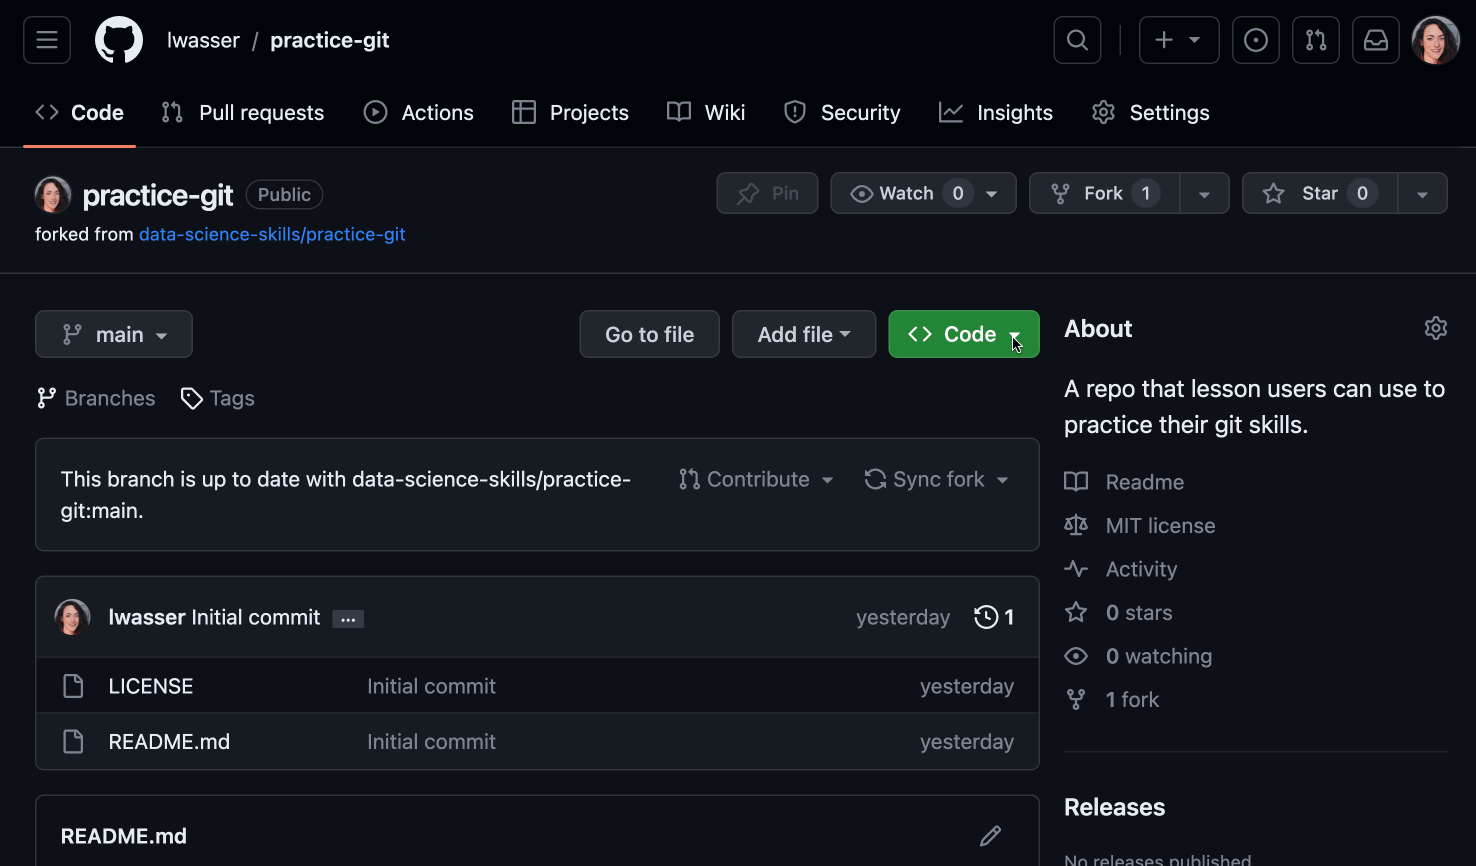 lwasser / practice-git
Code Pull requests Actions Projects Wiki Security Insights Settings
practice-git Public
Pin Watch 0 Fork 1 Star 0
forked from data-science-skills/practice-git
main Go to file Add file Code
Branches Tags
This branch is up to date with data-science-skills/practice-
git:main.
Contribute Sync fork
lwasser Initial commit ... yesterday 1
LICENSE Initial commit yesterday
README.md Initial commit yesterday
README.md
About
A repo that lesson users can use to
practice their git skills.
Readme
MIT license
Activity
0 stars
0 watching
1 fork
Releases
No releases published